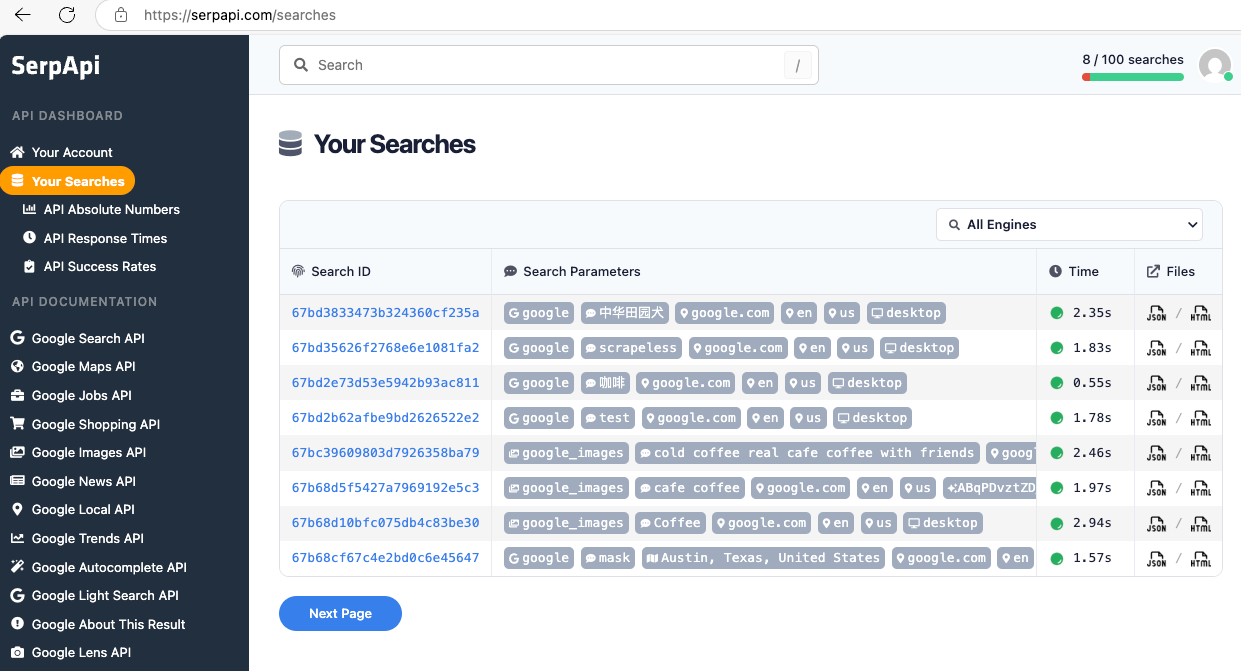 https://serpapi.com/searches
SerpApi
Search /
8 / 100 searches
API DASHBOARD
Your Account
Your Searches
API Absolute Numbers
API Response Times
API Success Rates
API DOCUMENTATION
Google Search API
Google Maps API
Google Jobs API
Google Shopping API
Google Images API
Google News API
Google Local API
Google Trends API
Google Autocomplete API
Google Light Search API
Google About This Result
Google Lens API
Your Searches
All Engines
Search ID Search Parameters Time Files
67bd3833473b324360cf235a google 中华田园犬 google.com en us desktop 2.35s JSON / HTML
67bd35626f2768e6e1081fa2 google scrapeless google.com en us desktop 1.83s JSON / HTML
67bd2e73d53e5942b93ac811 google 咖啡 google.com en us desktop 0.55s JSON / HTML
67bd2b62afbe9bd2626522e2 google test google.com en us desktop 1.78s JSON / HTML
67bc39609803d7926358ba79 google_images cold coffee real cafe coffee with friends goog 2.46s JSON / HTML
67b68d5f5427a7969192e5c3 google_images cafe coffee google.com en us ABqPDvztZD 1.97s JSON / HTML
67b68d10bfc075db4c83be30 google_images Coffee google.com en us desktop 2.94s JSON / HTML
67b68cf67c4e2bd0c6e45647 google mask Austin, Texas, United States google.com en 1.57s JSON / HTML
Next Page